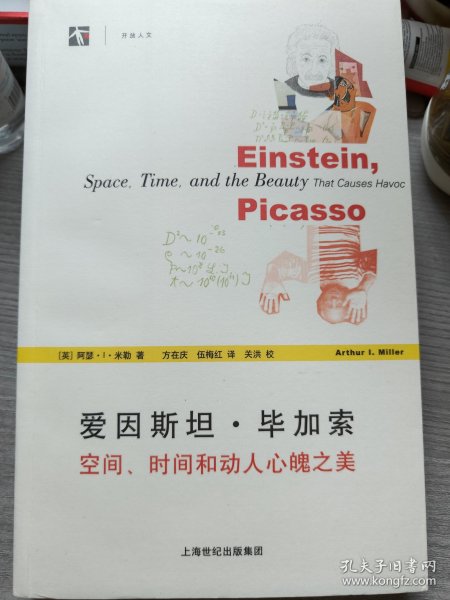 开放人文
Einstein,
Space, Time, and the Beauty That Causes Havoc
Picasso
[英] 阿瑟·I·米勒 著 方在庆 伍梅红 译 关洪 校 Arthur I. Miller
爱因斯坦·毕加索
空间、时间和动人心魄之美
上海世纪出版集团
孔夫子旧书网
www.kongfz.com